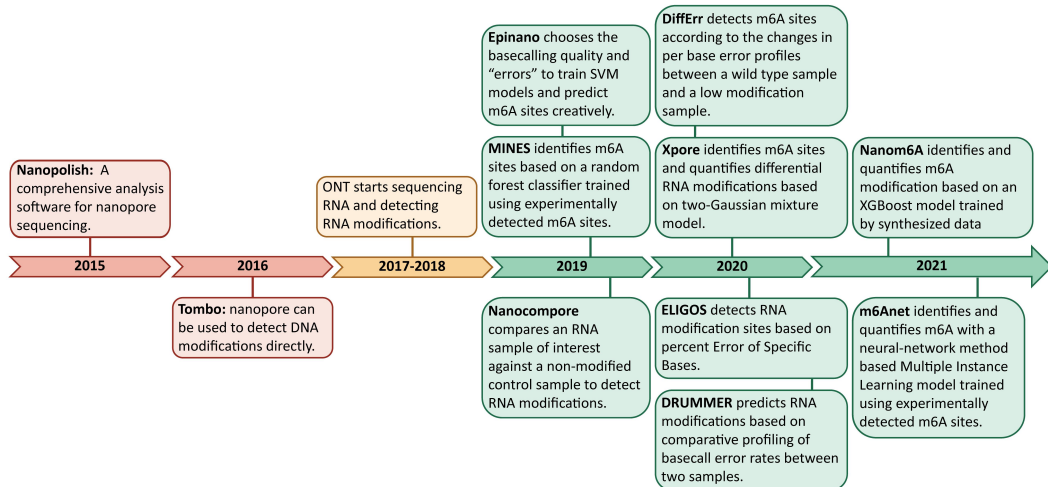 Nanopolish: A
comprehensive analysis
software for nanopore
sequencing.
ONT starts sequencing
RNA and detecting
RNA modifications.
Epinano chooses the
basecalling quality and
“errors” to train SVM
models and predict
m6A sites creatively.
MINES identifies m6A
sites based on a random
forest classifier trained
using experimentally
detected m6A sites.
DiffErr detects m6A sites
according to the changes in
per base error profiles
between a wild type sample
and a low modification
sample.
Xpore identifies m6A sites
and quantifies differential
RNA modifications based
on two-Gaussian mixture
model.
Nanom6A identifies and
quantifies m6A
modification based on an
XGBoost model trained
by synthesized data
2015
2016
2017-2018
2019
2020
2021
Tombo: nanopore can
be used to detect DNA
modifications directly.
Nanocompore
compares an RNA
sample of interest
against a non-modified
control sample to detect
RNA modifications.
ELIGOS detects RNA
modification sites based on
percent Error of Specific
Bases.
DRUMMER predicts RNA
modifications based on
comparative profiling of
basecall error rates between
two samples.
m6Anet identifies and
quantifies m6A with a
neural-network method
based Multiple Instance
Learning model trained
using experimentally
detected m6A sites.